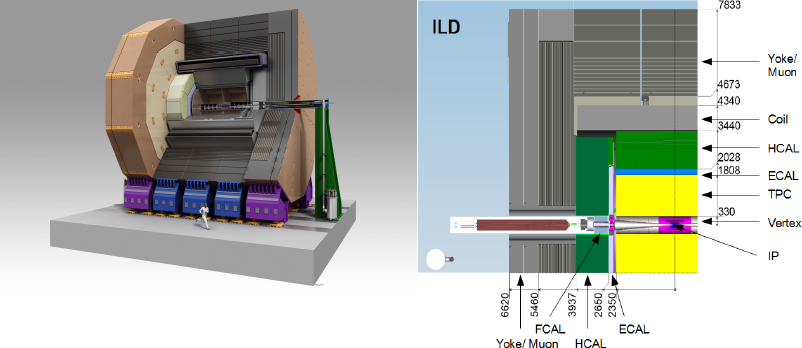 ILD
7833
Yoke/
Muon
4673
4340
Coil
3440
HCAL
2028
1808
ECAL
TPC
330
Vertex
IP
6620
5460
3937
2650
2350
FCAL
ECAL
Yoke/ Muon
HCAL